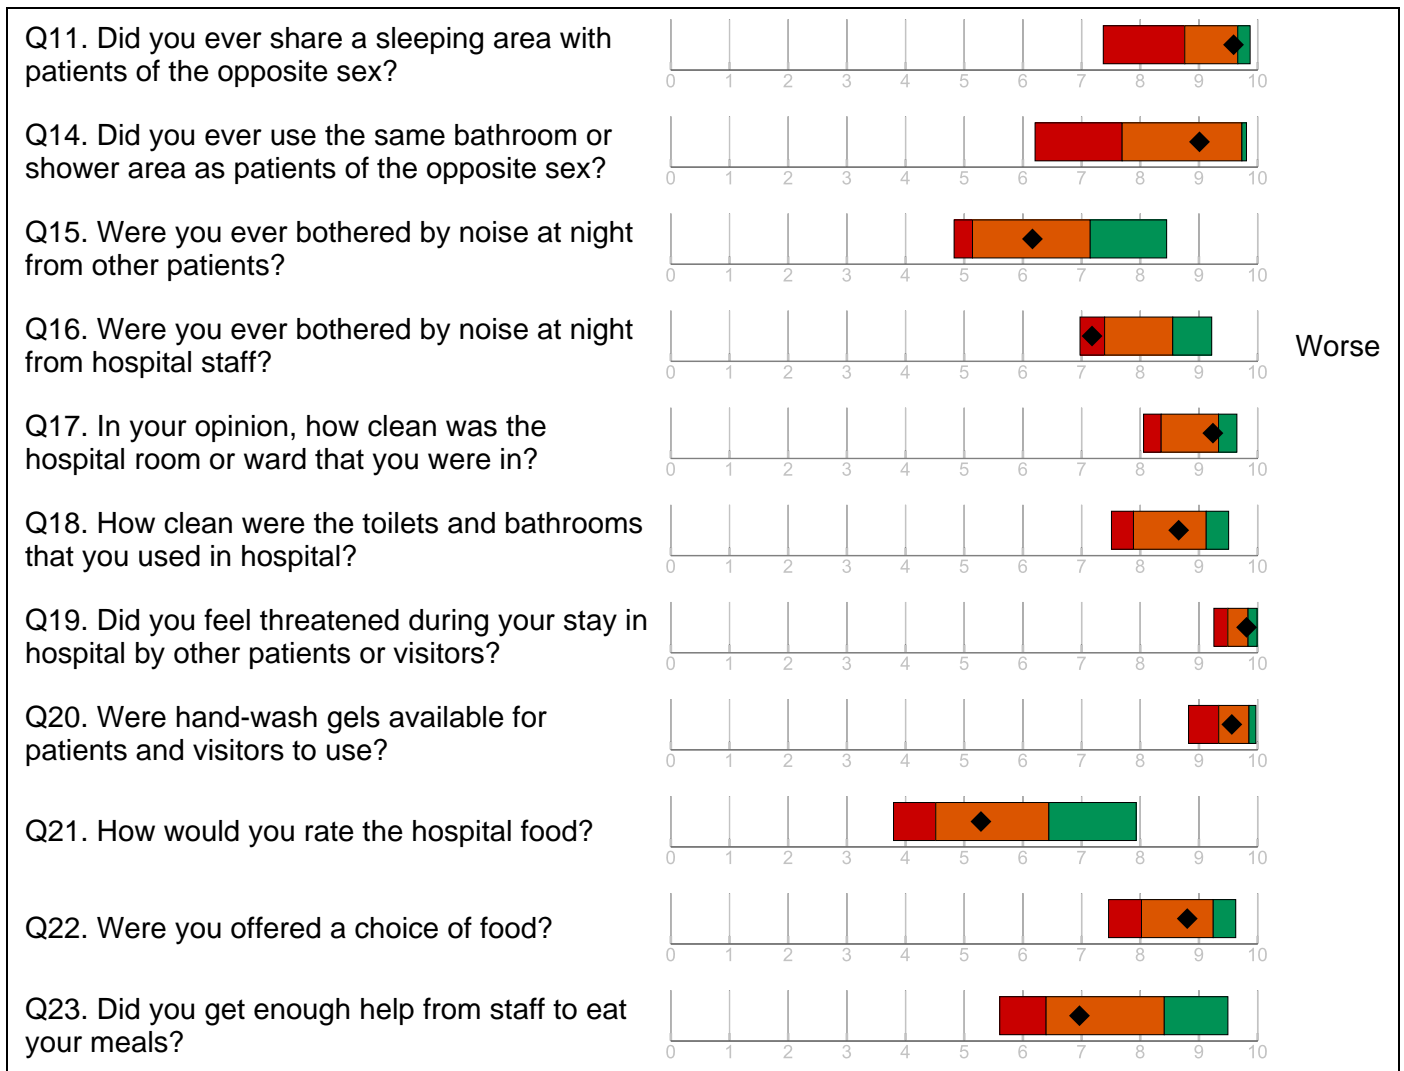 Q11. Did you ever share a sleeping area with
patients of the opposite sex?
0 1 2 3 4 5 6 7 8 9 10
Q14. Did you ever use the same bathroom or
shower area as patients of the opposite sex?
0 1 2 3 4 5 6 7 8 9 10
Q15. Were you ever bothered by noise at night
from other patients?
0 1 2 3 4 5 6 7 8 9 10
Q16. Were you ever bothered by noise at night
from hospital staff?
Worse
0 1 2 3 4 5 6 7 8 9 10
Q17. In your opinion, how clean was the
hospital room or ward that you were in?
0 1 2 3 4 5 6 7 8 9 10
Q18. How clean were the toilets and bathrooms
that you used in hospital?
0 1 2 3 4 5 6 7 8 9 10
Q19. Did you feel threatened during your stay in
hospital by other patients or visitors?
0 1 2 3 4 5 6 7 8 9 10
Q20. Were hand-wash gels available for
patients and visitors to use?
0 1 2 3 4 5 6 7 8 9 10
Q21. How would you rate the hospital food?
0 1 2 3 4 5 6 7 8 9 10
Q22. Were you offered a choice of food?
0 1 2 3 4 5 6 7 8 9 10
Q23. Did you get enough help from staff to eat
your meals?
0 1 2 3 4 5 6 7 8 9 10